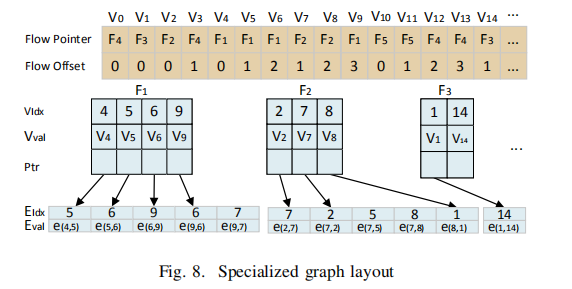 V0 V1 V2 V3 V4 V5 V6 V7 V8 V9 V10 V11 V12 V13 V14 ...
Flow Pointer F4 F3 F2 F4 F1 F1 F1 F2 F2 F1 F5 F5 F4 F4 F3 ...
Flow Offset 0 0 0 1 0 1 2 1 2 3 0 1 2 3 1 ...
F1 F2 F3
VIdx 4 5 6 9 2 7 8 1 14
Vval V4 V5 V6 V9 V2 V7 V8 V1 V14 ...
Ptr
EIdx 5 6 9 6 7 7 2 5 8 1 14
Eval e(4,5) e(5,6) e(6,9) e(9,6) e(9,7) e(2,7) e(7,2) e(7,5) e(7,8) e(8,1) e(1,14)
Fig. 8. Specialized graph layout